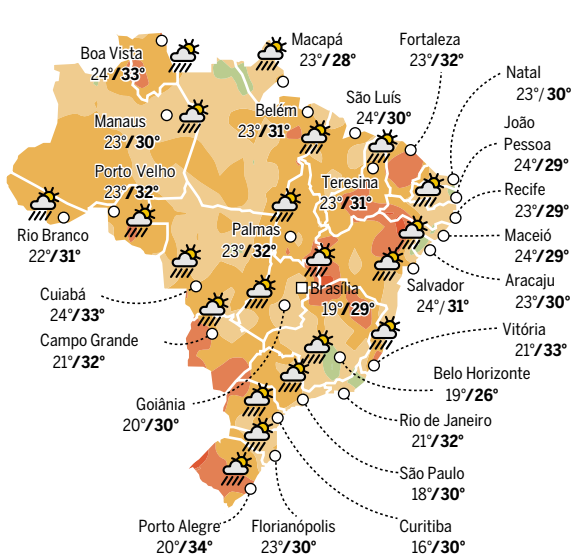 Boa Vista
24°/33°
Macapá
23°/28°
Fortaleza
23°/32°
Natal
23°/30°
João
Pessoa
24°/29°
Recife
23°/29°
Maceió
24°/29°
Aracaju
23°/30°
Vitória
21°/33°
Belém
23°/31°
São Luís
24°/30°
Manaus
23°/30°
Porto Velho
23°/32°
Teresina
23°/31°
Rio Branco
22°/31°
Palmas
23°/32°
Brasília
19°/29°
Salvador
24°/31°
Cuiabá
24°/33°
Campo Grande
21°/32°
Belo Horizonte
19°/26°
Goiânia
20°/30°
Rio de Janeiro
21°/32°
São Paulo
18°/30°
Porto Alegre
20°/34°
Florianópolis
23°/30°
Curitiba
16°/30°